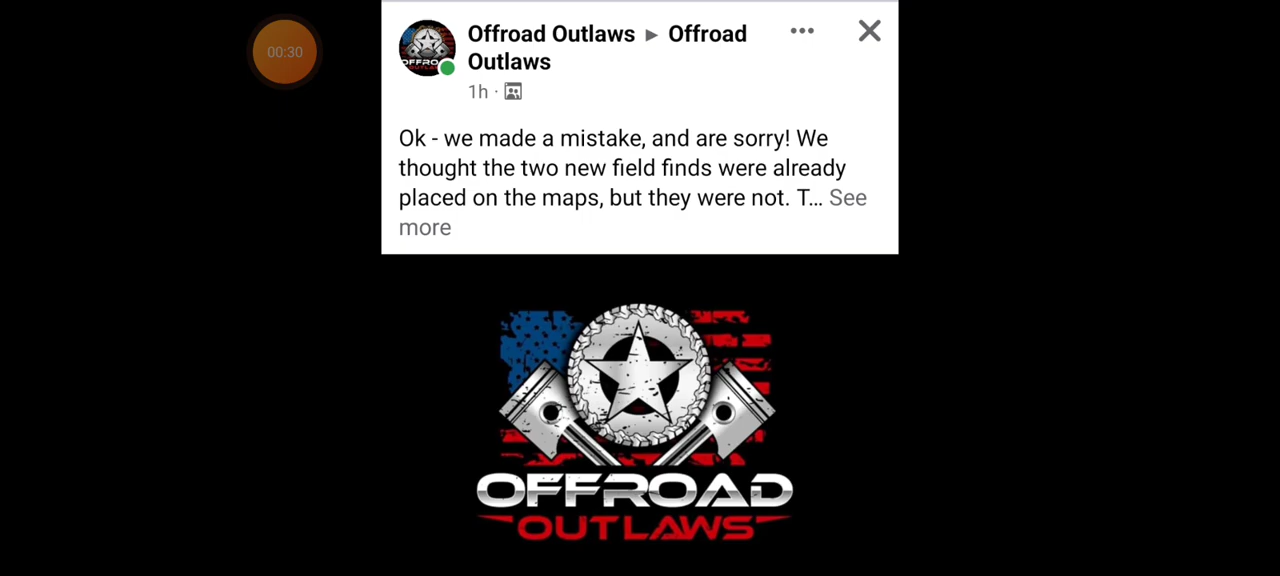 00:30
Offroad Outlaws ▸ Offroad
Outlaws
1h ·
Ok - we made a mistake, and are sorry! We
thought the two new field finds were already
placed on the maps, but they were not. T... See
more
OFFROAD
OUTLAWS